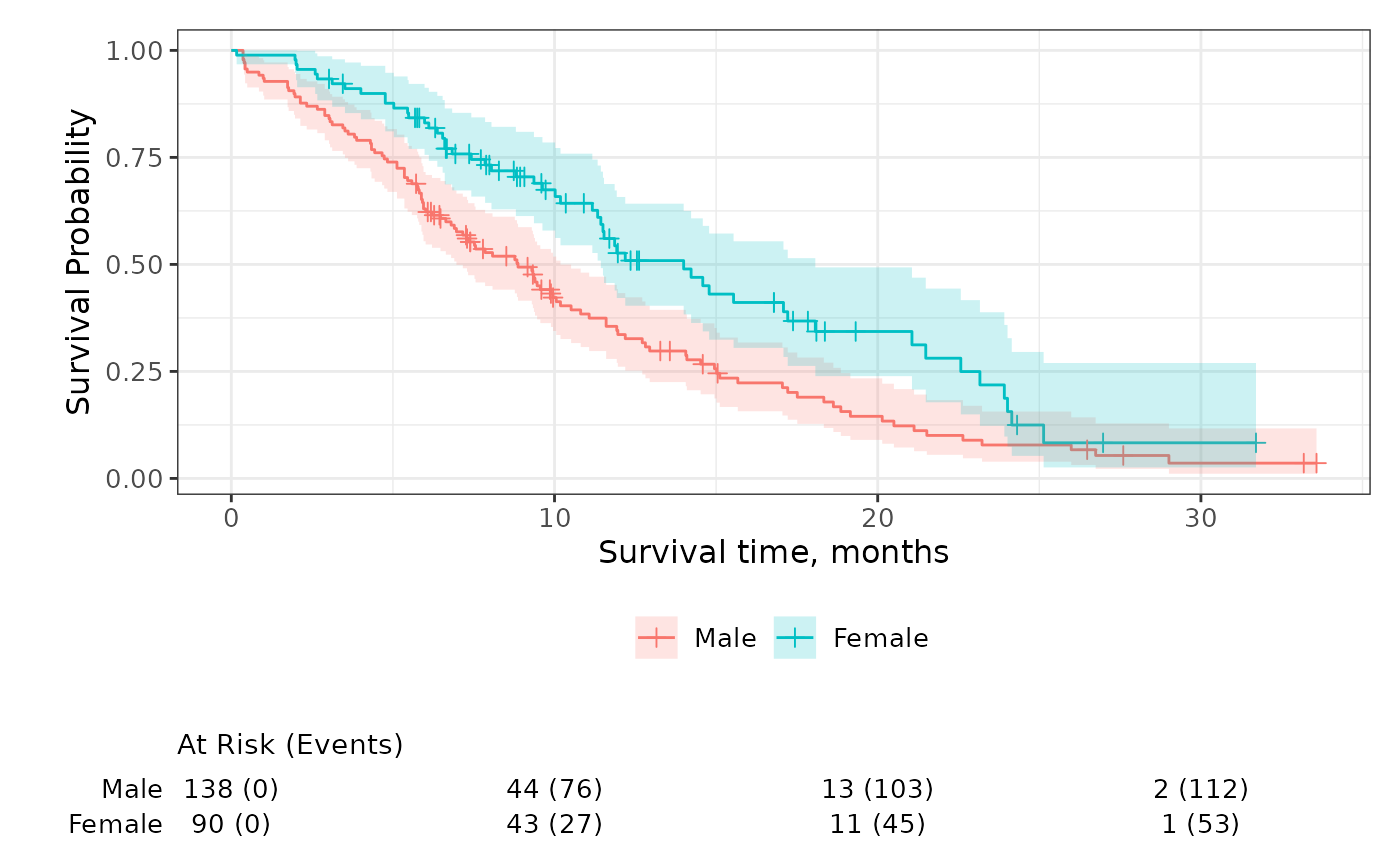 1.00
0.75
0.50
0.25
0.00
Survival Probability
0 10 20 30
Survival time, months
Male Female
At Risk (Events)
Male 138 (0) 44 (76) 13 (103) 2 (112)
Female 90 (0) 43 (27) 11 (45) 1 (53)